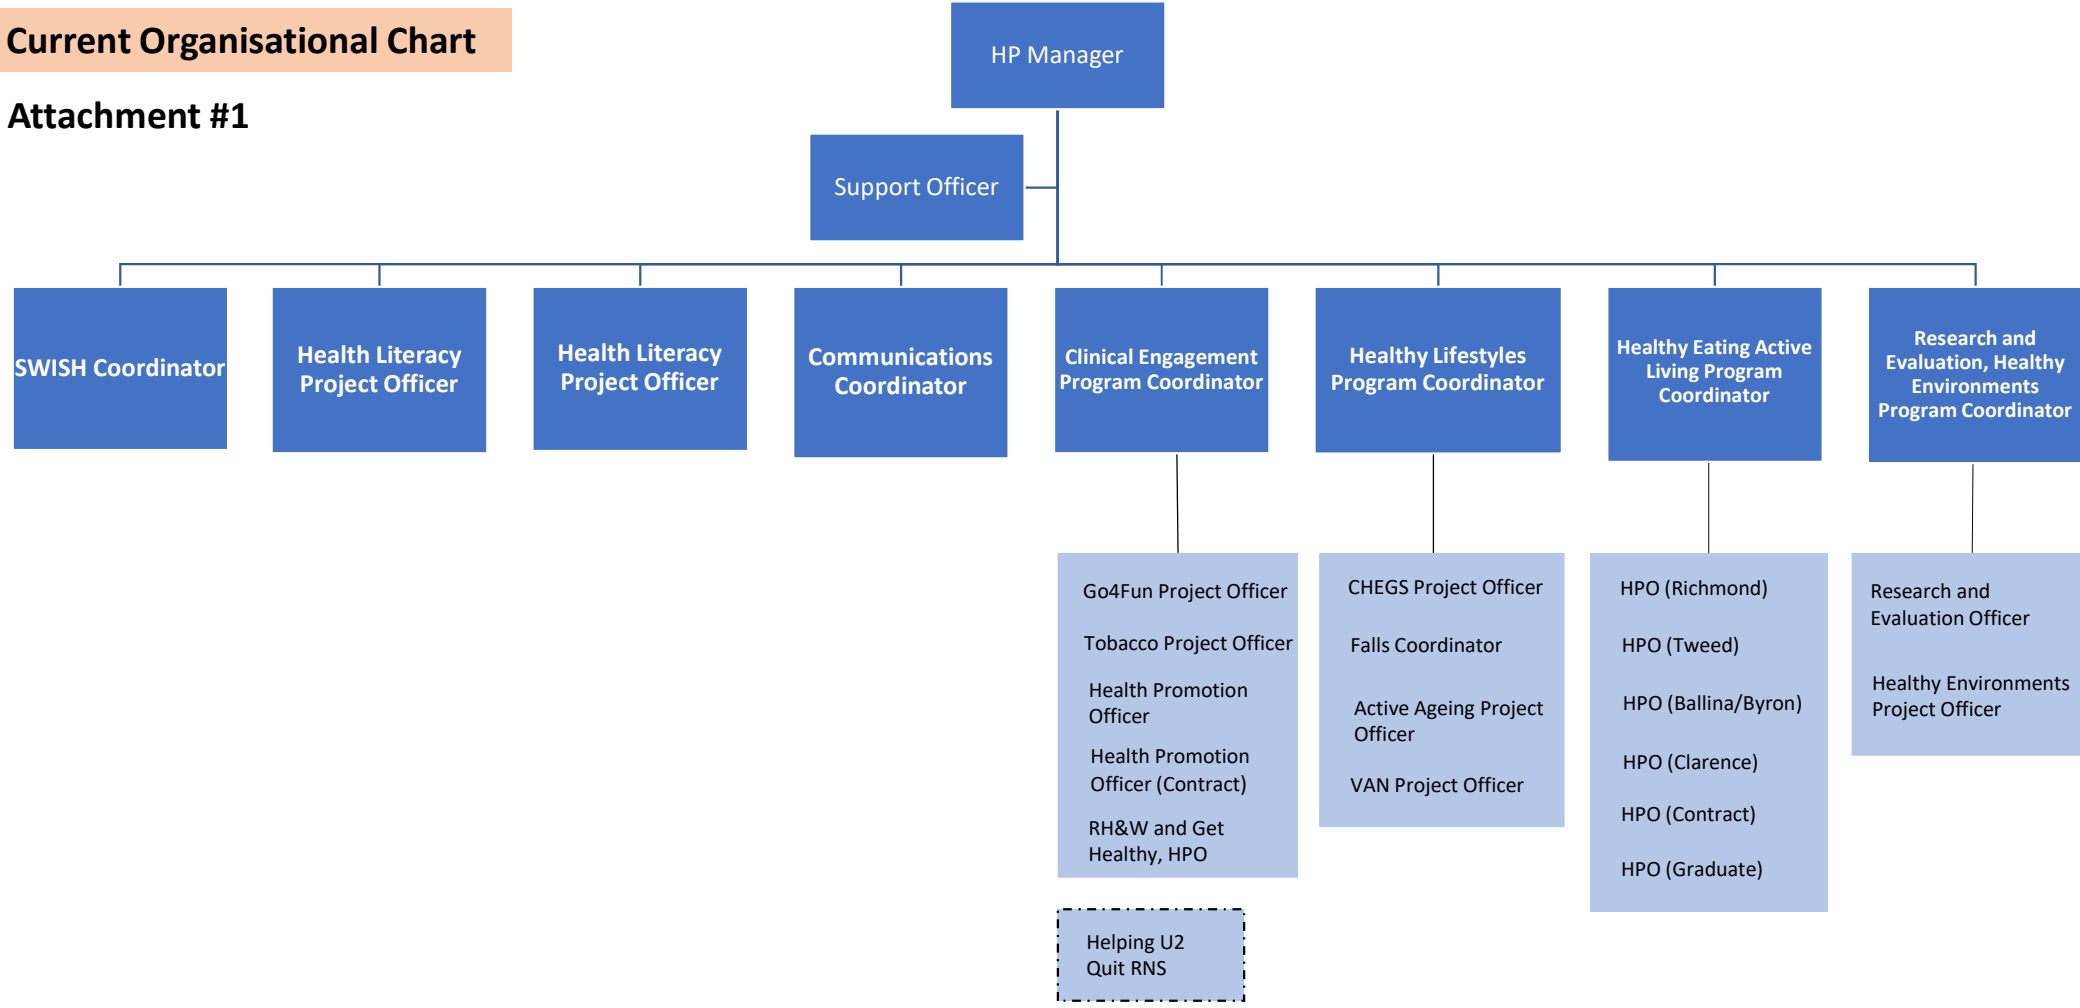 Current Organisational Chart
Attachment #1
HP Manager
Support Officer
SWISH Coordinator
Health Literacy
Project Officer
Health Literacy
Project Officer
Communications
Coordinator
Clinical Engagement
Program Coordinator
Healthy Lifestyles
Program Coordinator
Healthy Eating Active
Living Program
Coordinator
Research and
Evaluation, Healthy
Environments
Program Coordinator
Go4Fun Project Officer
Tobacco Project Officer
Health Promotion
Officer
Health Promotion
Officer (Contract)
RH&W and Get
Healthy, HPO
Helping U2
Quit RNS
CHEGS Project Officer
Falls Coordinator
Active Ageing Project
Officer
VAN Project Officer
HPO (Richmond)
HPO (Tweed)
HPO (Ballina/Byron)
HPO (Clarence)
HPO (Contract)
HPO (Graduate)
Research and
Evaluation Officer
Healthy Environments
Project Officer